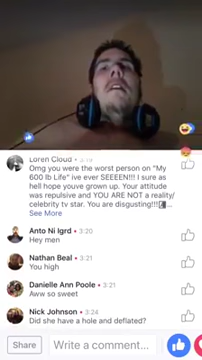 Loren Cloud • 3:19
Omg you were the worst person on "My
600 lb Life" ive ever SEEEEN!!! I sure as
hell hope youve grown up. Your attitude
was repulsive and YOU ARE NOT a reality/
celebrity tv star. You are disgusting!!!
See More
Anto Ni Igrd • 3:20
Hey men
Nathan Beal • 3:21
You high
Danielle Ann Poole • 3:21
Aww so sweet
Nick Johnson • 3:24
Did she have a hole and deflated?
Share
Write a comment...